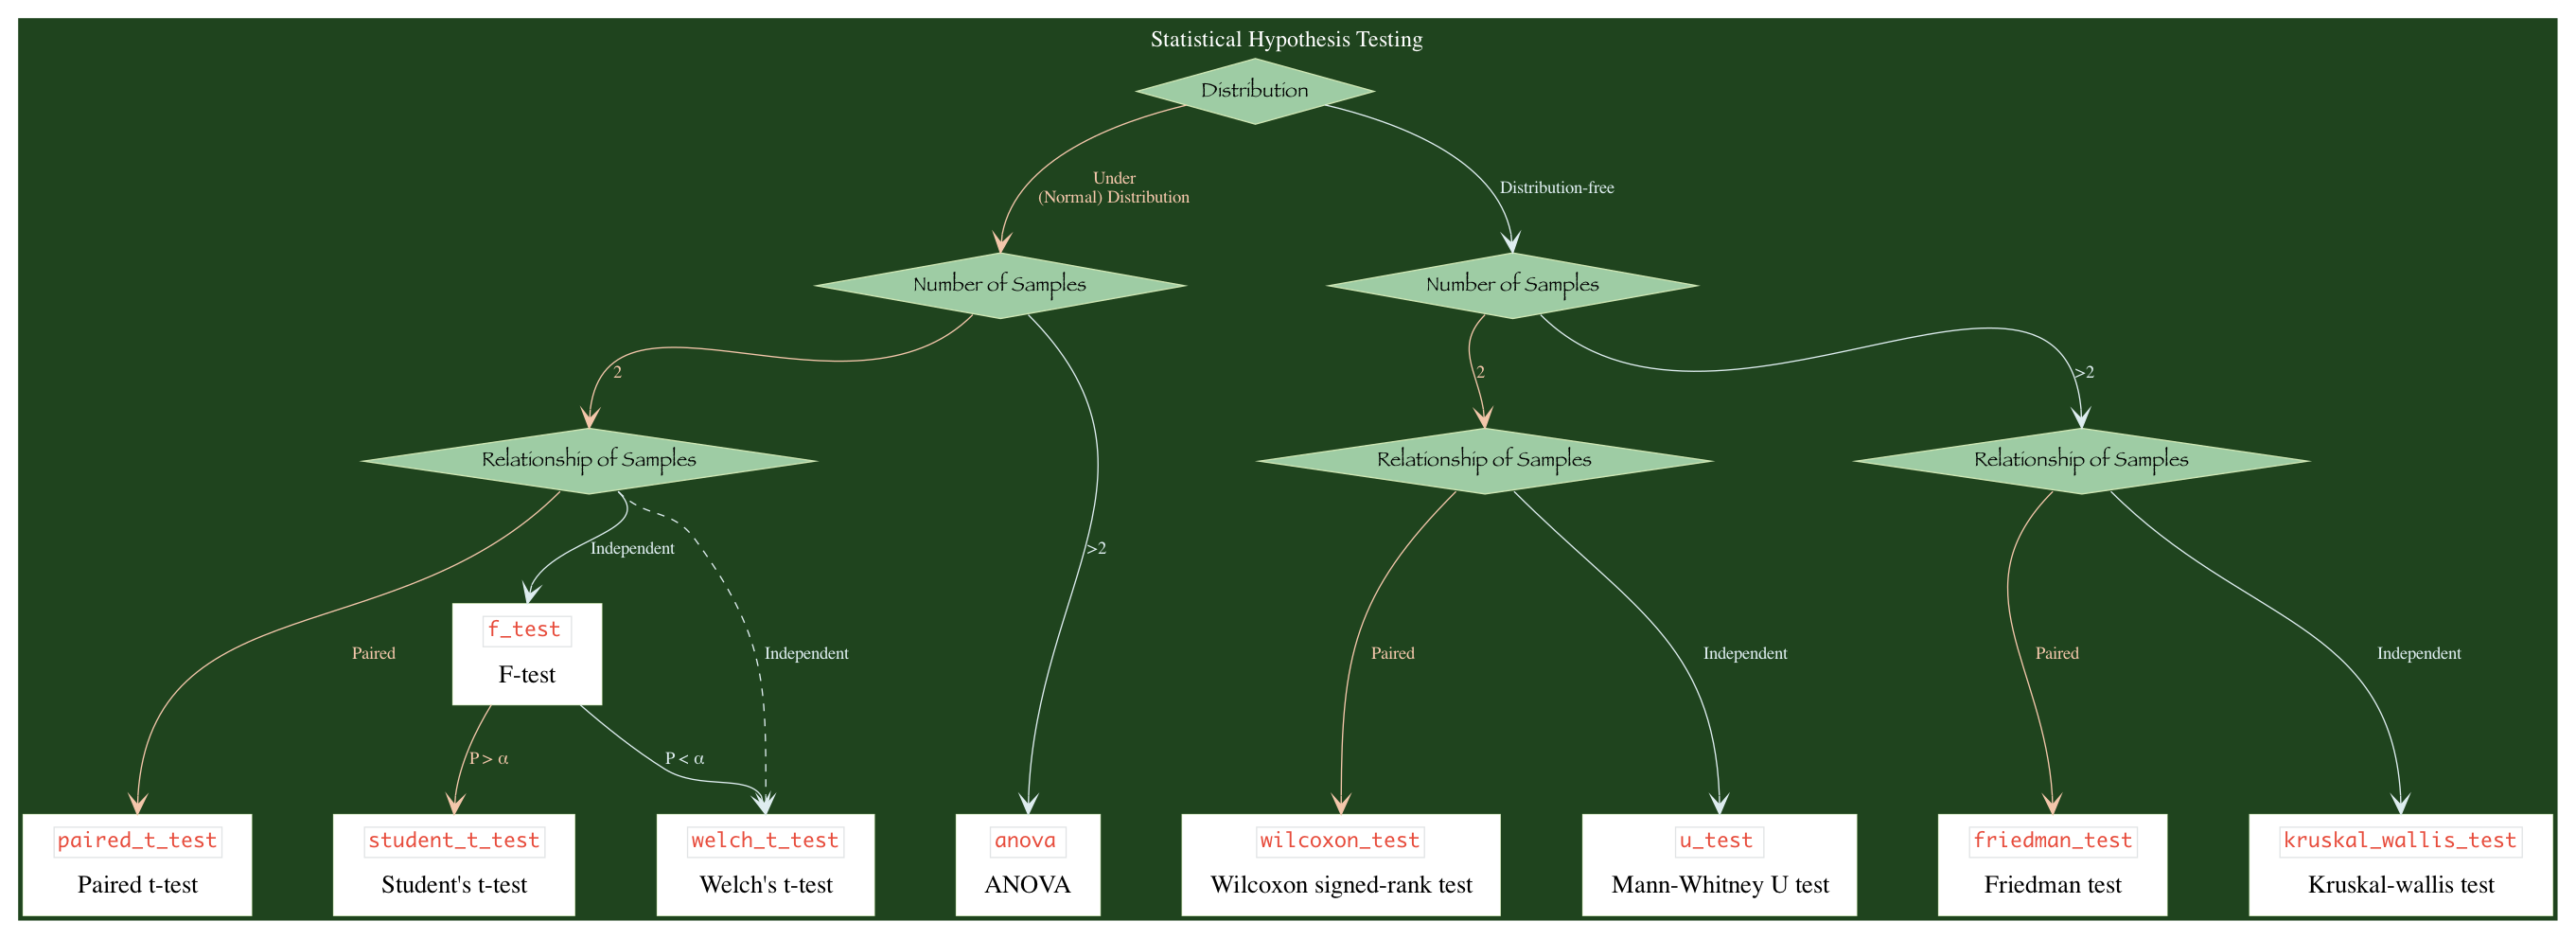 Statistical Hypothesis Testing
Distribution
Under
(Normal) Distribution
Distribution-free
Number of Samples
Number of Samples
2
2
>2
Relationship of Samples
Relationship of Samples
Relationship of Samples
Independent
>2
f_test
F-test
Paired
Independent
Paired
Independent
Paired
Independent
P > α
P < α
paired_t_test
Paired t-test
student_t_test
Student's t-test
welch_t_test
Welch's t-test
anova
ANOVA
wilcoxon_test
Wilcoxon signed-rank test
u_test
Mann-Whitney U test
friedman_test
Friedman test
kruskal_wallis_test
Kruskal-wallis test